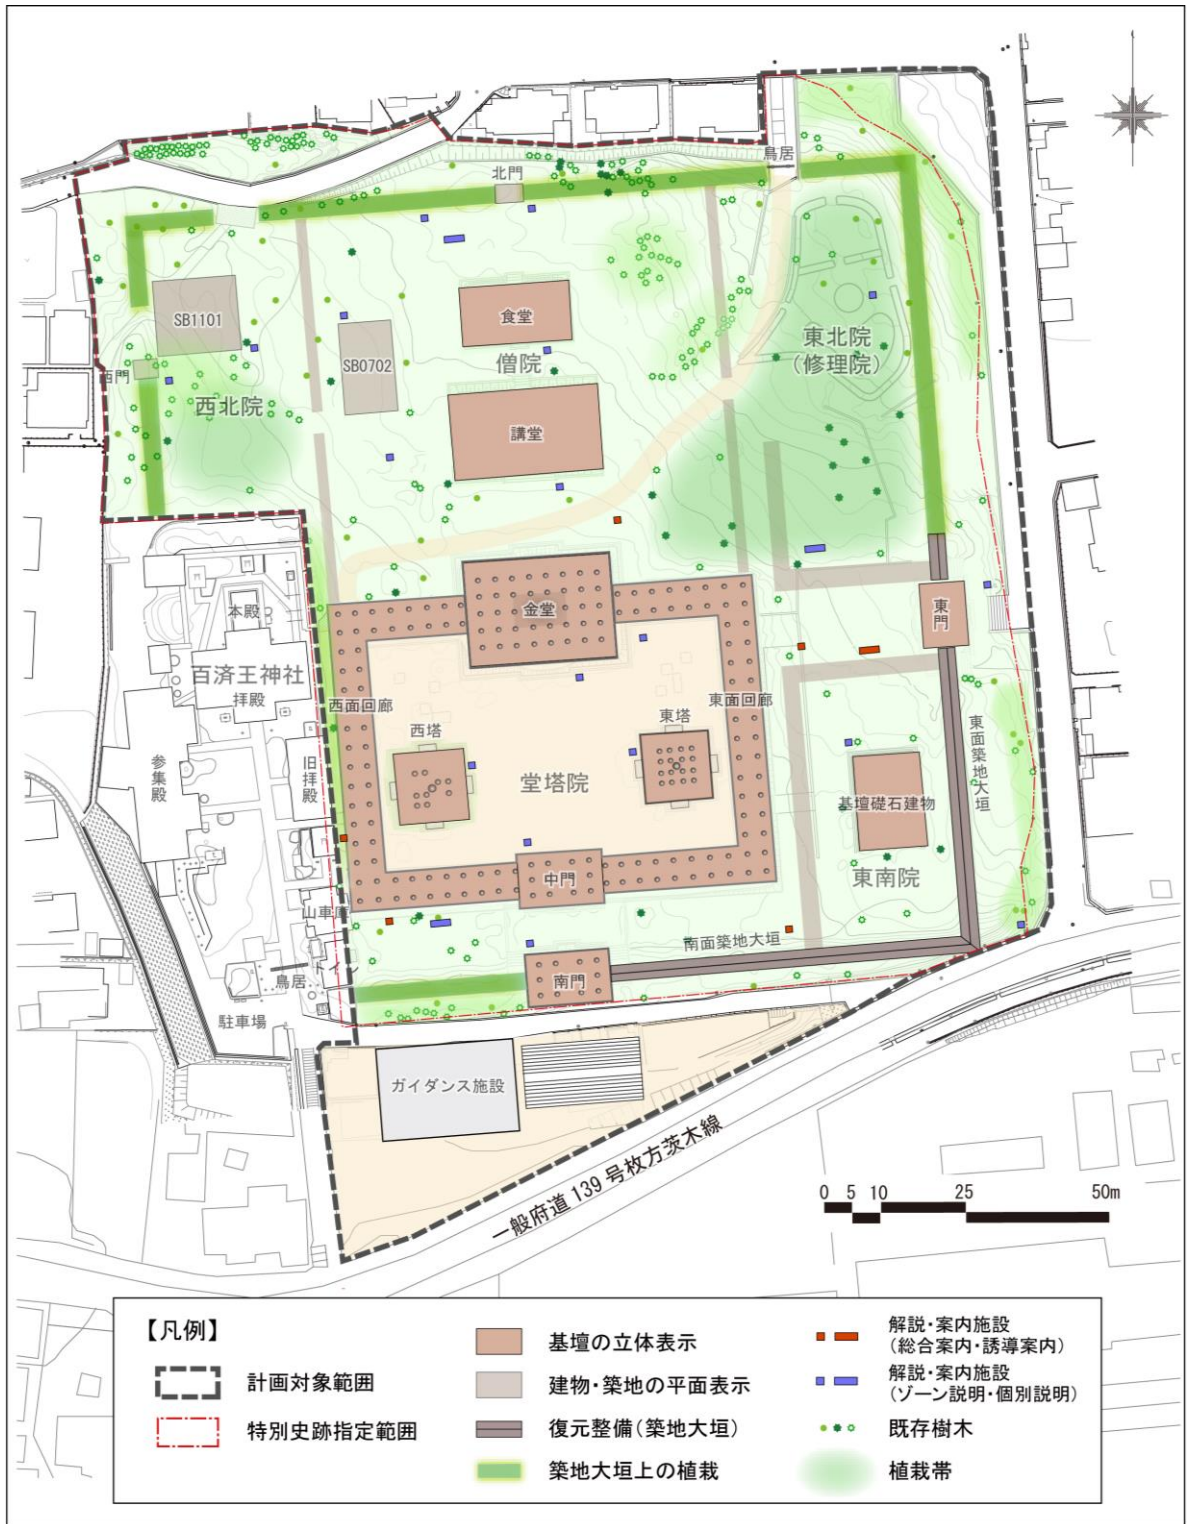 鳥居
北門
SB1101
食堂
SB0702
僧院
東北院
(修理院)
西門
西北院
講堂
金堂
東門
本殿
百済王神社
拝殿
西面回廊
東面回廊
西塔
東塔
参集殿
旧拝殿
堂塔院
東面築地大垣
基壇礎石建物
中門
東南院
山車庫
南面築地大垣
トイレ
鳥居
南門
駐車場
ガイダンス施設
一般府道139号枚方茨木線
0 5 10 25 50m
【凡例】
計画対象範囲
特別史跡指定範囲
基壇の立体表示
建物・築地の平面表示
復元整備(築地大垣)
築地大垣上の植栽
解説・案内施設
(総合案内・誘導案内)
解説・案内施設
(ゾーン説明・個別説明)
既存樹木
植栽帯